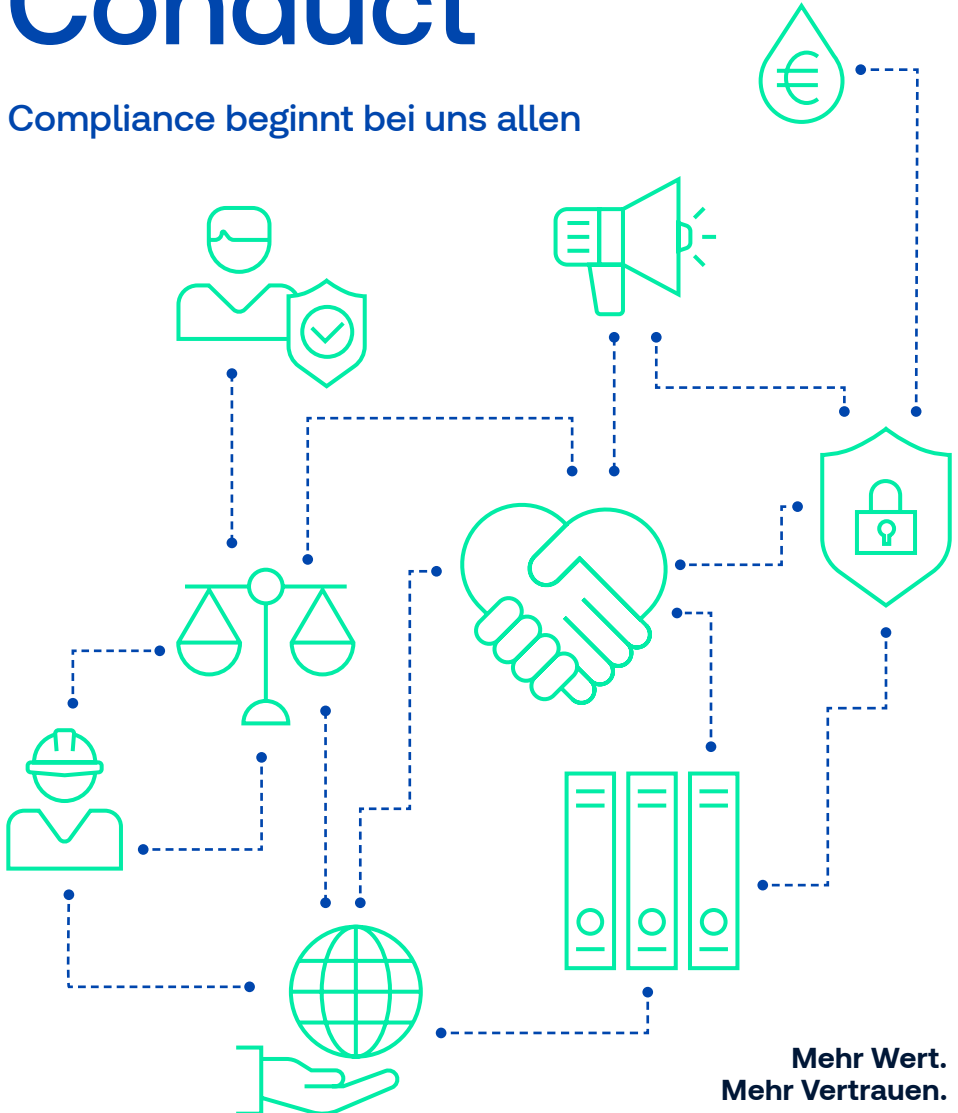 Conduct
Compliance beginnt bei uns allen
€
Mehr Wert.
Mehr Vertrauen.